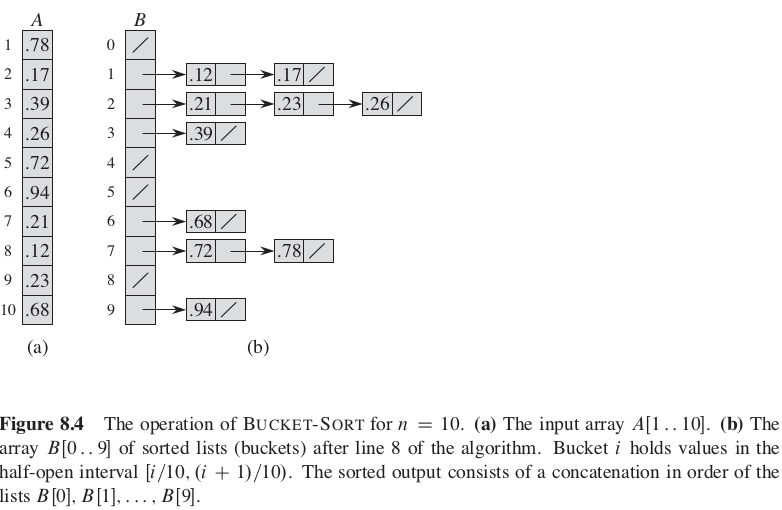 A B
1 .78 0 /
2 .17 1 .12 .17 /
3 .39 2 .21 .23 .26 /
4 .26 3 .39 /
5 .72 4 /
6 .94 5 /
7 .21 6 .68 /
8 .12 7 .72 .78 /
9 .23 8 /
10 .68 9 .94 /
(a) (b)
Figure 8.4 The operation of BUCKET-SORT for n = 10. (a) The input array A[1 . . 10]. (b) The
array B[0 . . 9] of sorted lists (buckets) after line 8 of the algorithm. Bucket i holds values in the
half-open interval [i/10, (i + 1)/10). The sorted output consists of a concatenation in order of the
lists B[0], B[1], . . . , B[9].